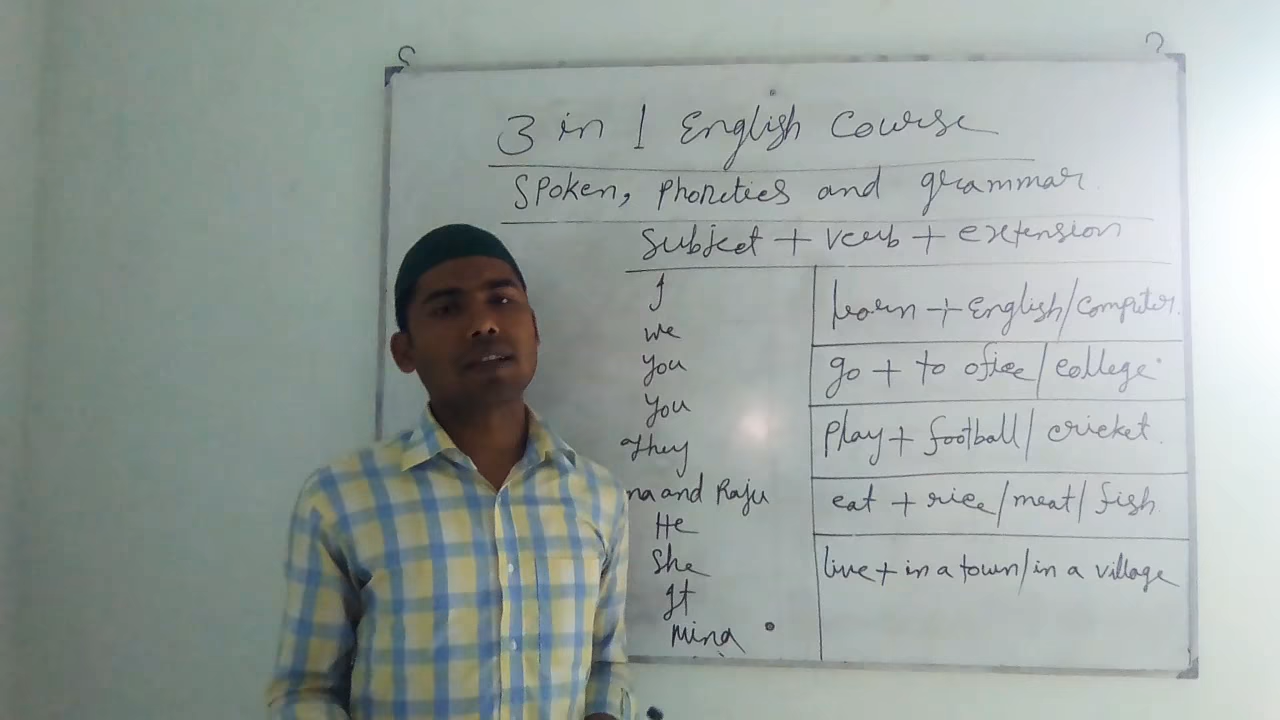 3 in 1 English Course
Spoken, Phonetics and grammar
Subject + verb + extension
I
we
you
you
They
na and Raju
He
She
It
Mina
learn + English/Computer.
go + to ofice/college
play + football/cricket.
eat + rice/meat/fish
live + in a town/in a village